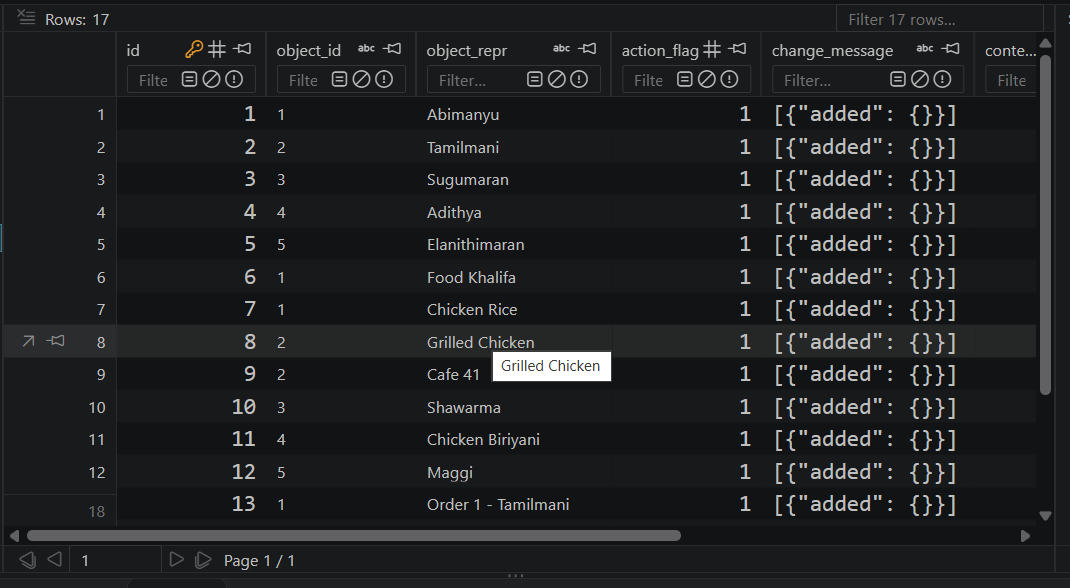 Rows: 17 Filter 17 rows...
id object_id abc object_repr abc action_flag change_message abc conte...
Filte Filte Filter... Filte Filter... Filte
1 1 1 Abimanyu 1 [{"added": {}}]
2 2 2 Tamilmani 1 [{"added": {}}]
3 3 3 Sugumaran 1 [{"added": {}}]
4 4 4 Adithya 1 [{"added": {}}]
5 5 5 Elanithimaran 1 [{"added": {}}]
6 6 1 Food Khalifa 1 [{"added": {}}]
7 7 1 Chicken Rice 1 [{"added": {}}]
8 8 2 Grilled Chicken 1 [{"added": {}}]
Grilled Chicken
9 9 2 Cafe 41 1 [{"added": {}}]
10 10 3 Shawarma 1 [{"added": {}}]
11 11 4 Chicken Biriyani 1 [{"added": {}}]
12 12 5 Maggi 1 [{"added": {}}]
18 13 1 Order 1 - Tamilmani 1 [{"added": {}}]
1 Page 1 / 1